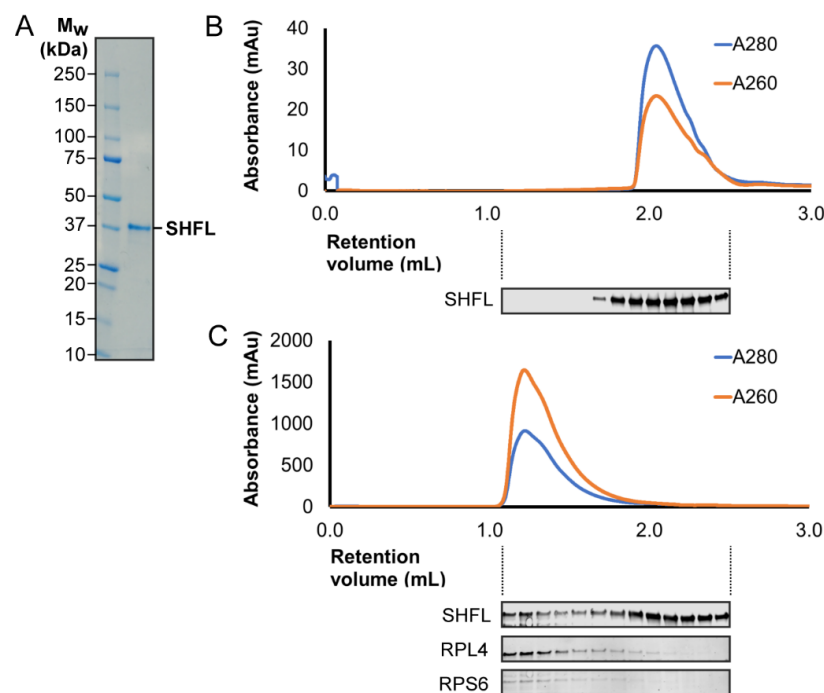 A
Mw
(kDa)
250
150
100
75
50
37
25
20
15
10
SHFL
B
Absorbance (mAu)
40
30
20
10
0
A280
A260
0.0 1.0 2.0 3.0
Retention
volume (mL)
SHFL
C
Absorbance (mAu)
2000
1500
1000
500
0
A280
A260
0.0 1.0 2.0 3.0
Retention
volume (mL)
SHFL
RPL4
RPS6